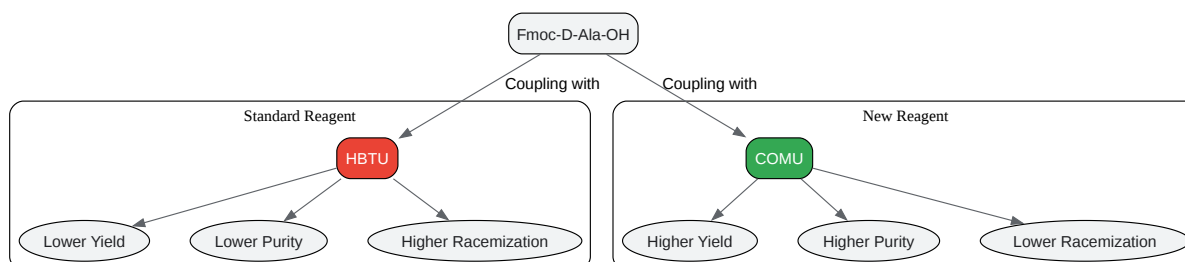 Fmoc-D-Ala-OH
Coupling with
Coupling with
Standard Reagent
New Reagent
HBTU
COMU
Lower Yield
Lower Purity
Higher Racemization
Higher Yield
Higher Purity
Lower Racemization